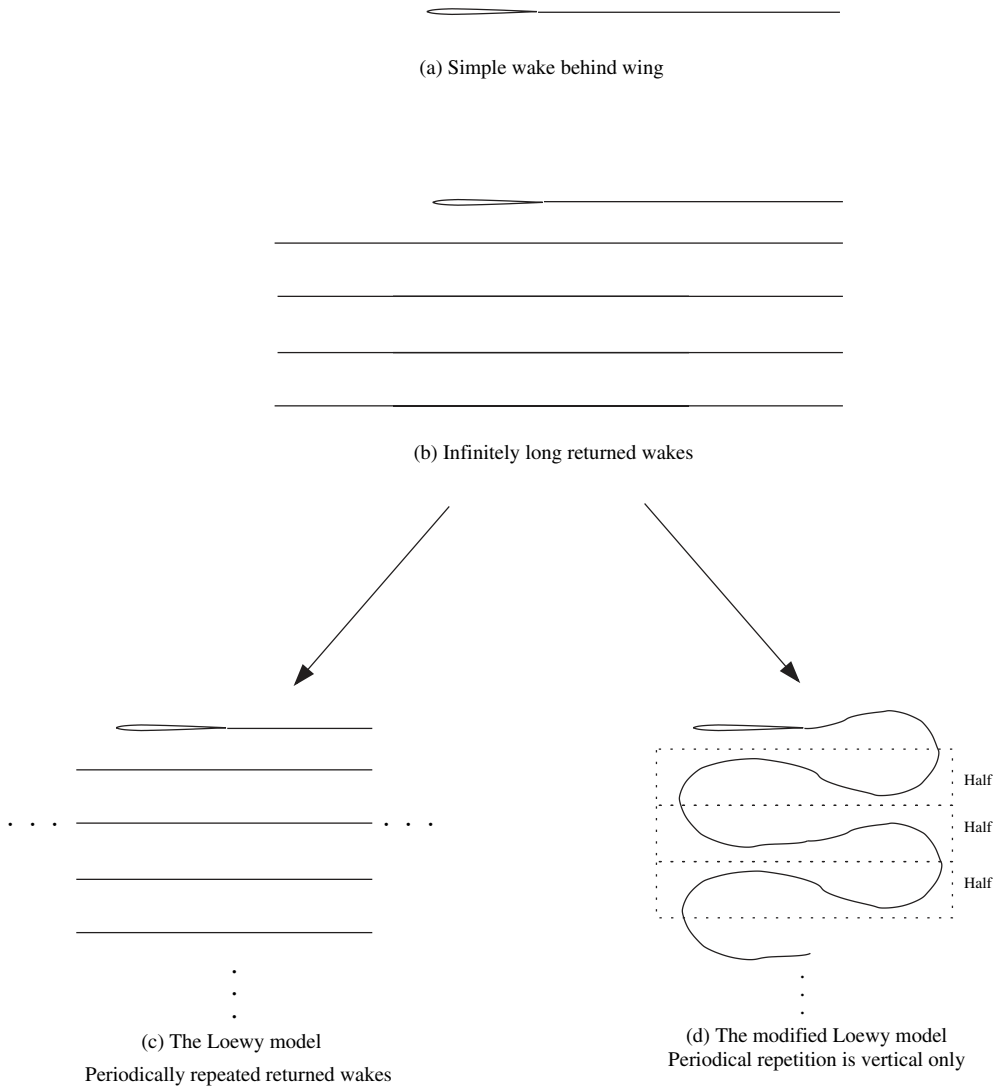 (a) Simple wake behind wing
(b) Infinitely long returned wakes
Half
Half
Half
. . .
. . .
(c) The Loewy model
Periodically repeated returned wakes
(d) The modified Loewy model
Periodical repetition is vertical only